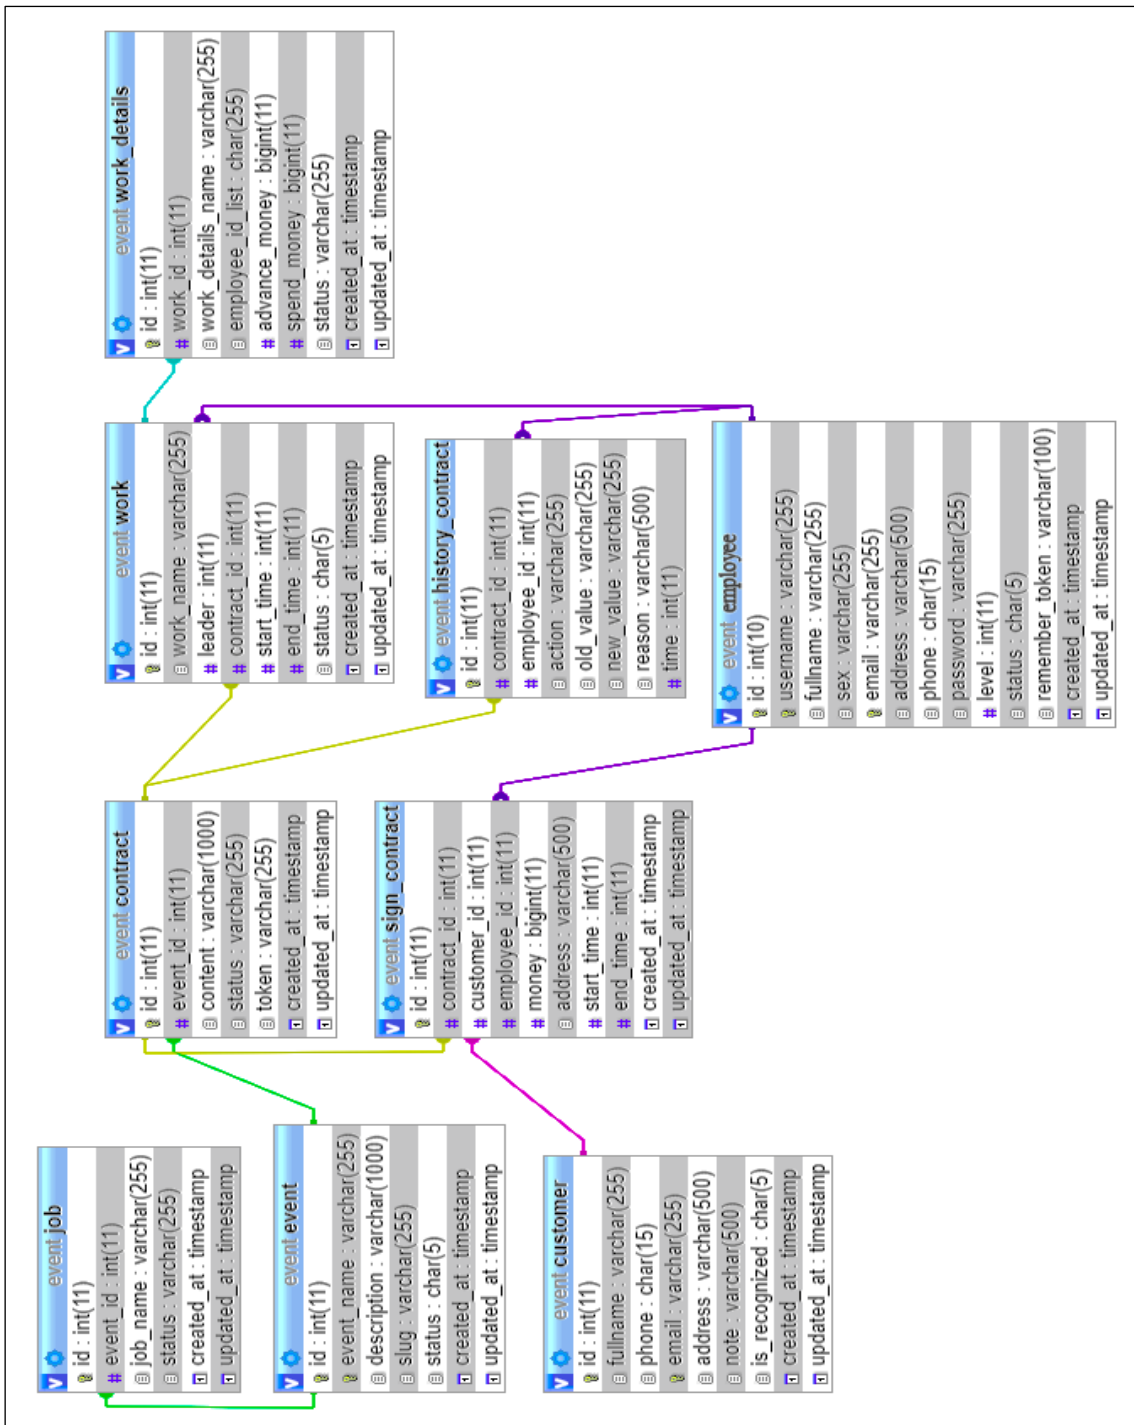 V event job
id : int(11)
# event_id : int(11)
job_name : varchar(255)
status : varchar(255)
created_at : timestamp
updated_at : timestamp
V event event
id : int(11)
event_name : varchar(255)
description : varchar(1000)
slug : varchar(255)
status : char(5)
created_at : timestamp
updated_at : timestamp
V event customer
id : int(11)
fullname : varchar(255)
phone : char(15)
email : varchar(255)
address : varchar(500)
note : varchar(500)
is_recognized : char(5)
created_at : timestamp
updated_at : timestamp
V event contract
id : int(11)
# event_id : int(11)
content : varchar(1000)
status : varchar(255)
token : varchar(255)
created_at : timestamp
updated_at : timestamp
V event sign_contract
id : int(11)
# contract_id : int(11)
# customer_id : int(11)
# employee_id : int(11)
# money : bigint(11)
address : varchar(500)
# start_time : int(11)
# end_time : int(11)
created_at : timestamp
updated_at : timestamp
V event work
id : int(11)
work_name : varchar(255)
# leader : int(11)
# contract_id : int(11)
# start_time : int(11)
# end_time : int(11)
status : char(5)
created_at : timestamp
updated_at : timestamp
V event history_contract
id : int(11)
# contract_id : int(11)
# employee_id : int(11)
action : varchar(255)
old_value : varchar(255)
new_value : varchar(255)
reason : varchar(500)
# time : int(11)
V event employee
id : int(10)
username : varchar(255)
fullname : varchar(255)
sex : varchar(255)
email : varchar(255)
address : varchar(500)
phone : char(15)
password : varchar(255)
# level : int(11)
status : char(5)
remember_token : varchar(100)
created_at : timestamp
updated_at : timestamp
V event work_details
id : int(11)
# work_id : int(11)
work_details_name : varchar(255)
employee_id_list : char(255)
# advance_money : bigint(11)
# spend_money : bigint(11)
status : varchar(255)
created_at : timestamp
updated_at : timestamp